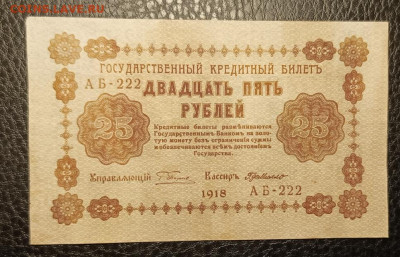 COINS.LAVE.RU
ГОСУДАРСТВЕННЫЙ КРЕДИТНЫЙ БИЛЕТЪ
АБ-222
ДВАДЦАТЬ ПЯТЬ
РУБЛЕЙ
25 25
Кредитные билеты размѣниваются
Государственнымъ Банкомъ на золо-
тую монету безъ ограниченія суммы
и обезпечиваются всѣмъ достояніемъ
Государства.
Управляющій Кассиръ
1918 АБ-222